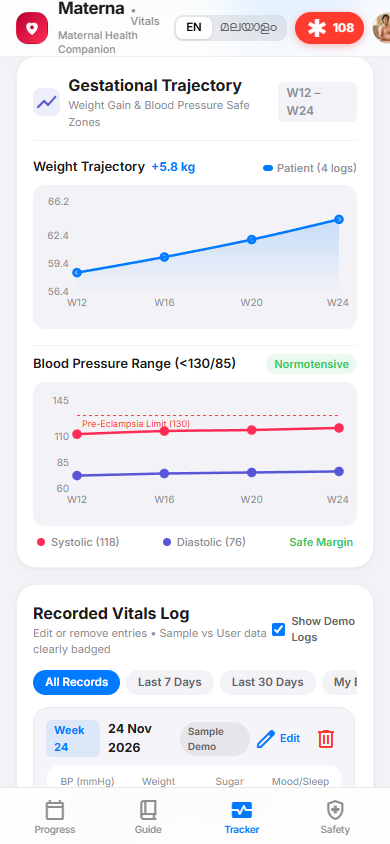 Materna •
Vitals
Maternal Health
Companion
EN
മലയാളം
108
Gestational Trajectory
Weight Gain & Blood Pressure Safe
Zones
W12 –
W24
Weight Trajectory +5.8 kg
Patient (4 logs)
66.2
62.4
59.4
56.4
W12 W16 W20 W24
Blood Pressure Range (<130/85)
Normotensive
145
Pre-Eclampsia Limit (130)
110
85
60
W12 W16 W20 W24
Systolic (118) Diastolic (76) Safe Margin
Recorded Vitals Log
Edit or remove entries • Sample vs User data
clearly badged
Show Demo
Logs
All Records Last 7 Days Last 30 Days My
Week
24
24 Nov
2026
Sample
Demo
Edit
BP (mmHg) Weight Sugar Mood/Sleep
Progress Guide Tracker Safety